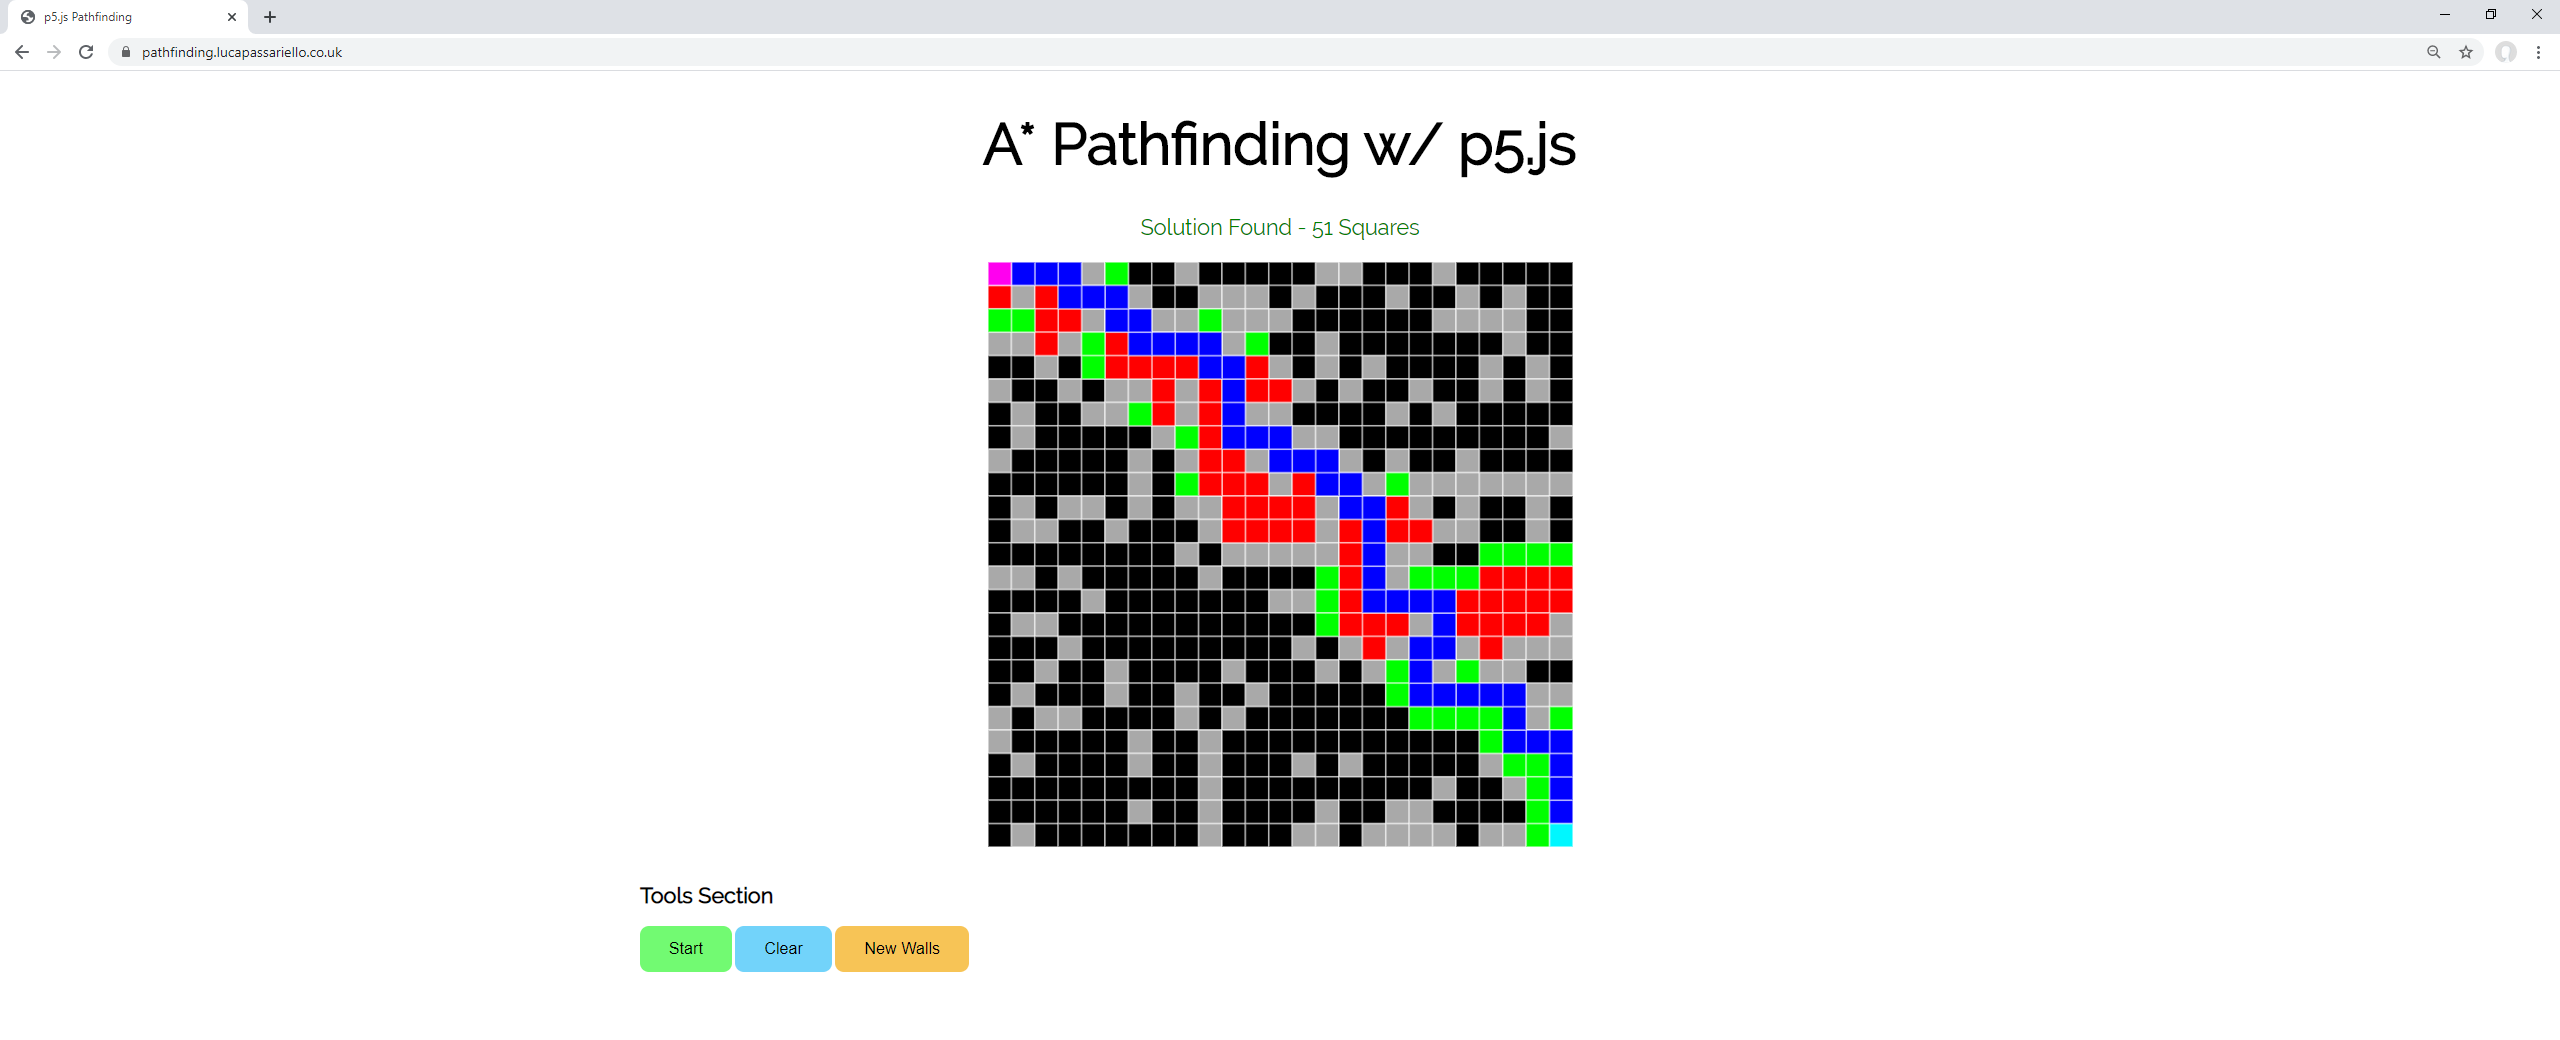 p5.js Pathfinding
pathfinding.lucapassariello.co.uk
A* Pathfinding w/ p5.js
Solution Found - 51 Squares
Tools Section
Start
Clear
New Walls